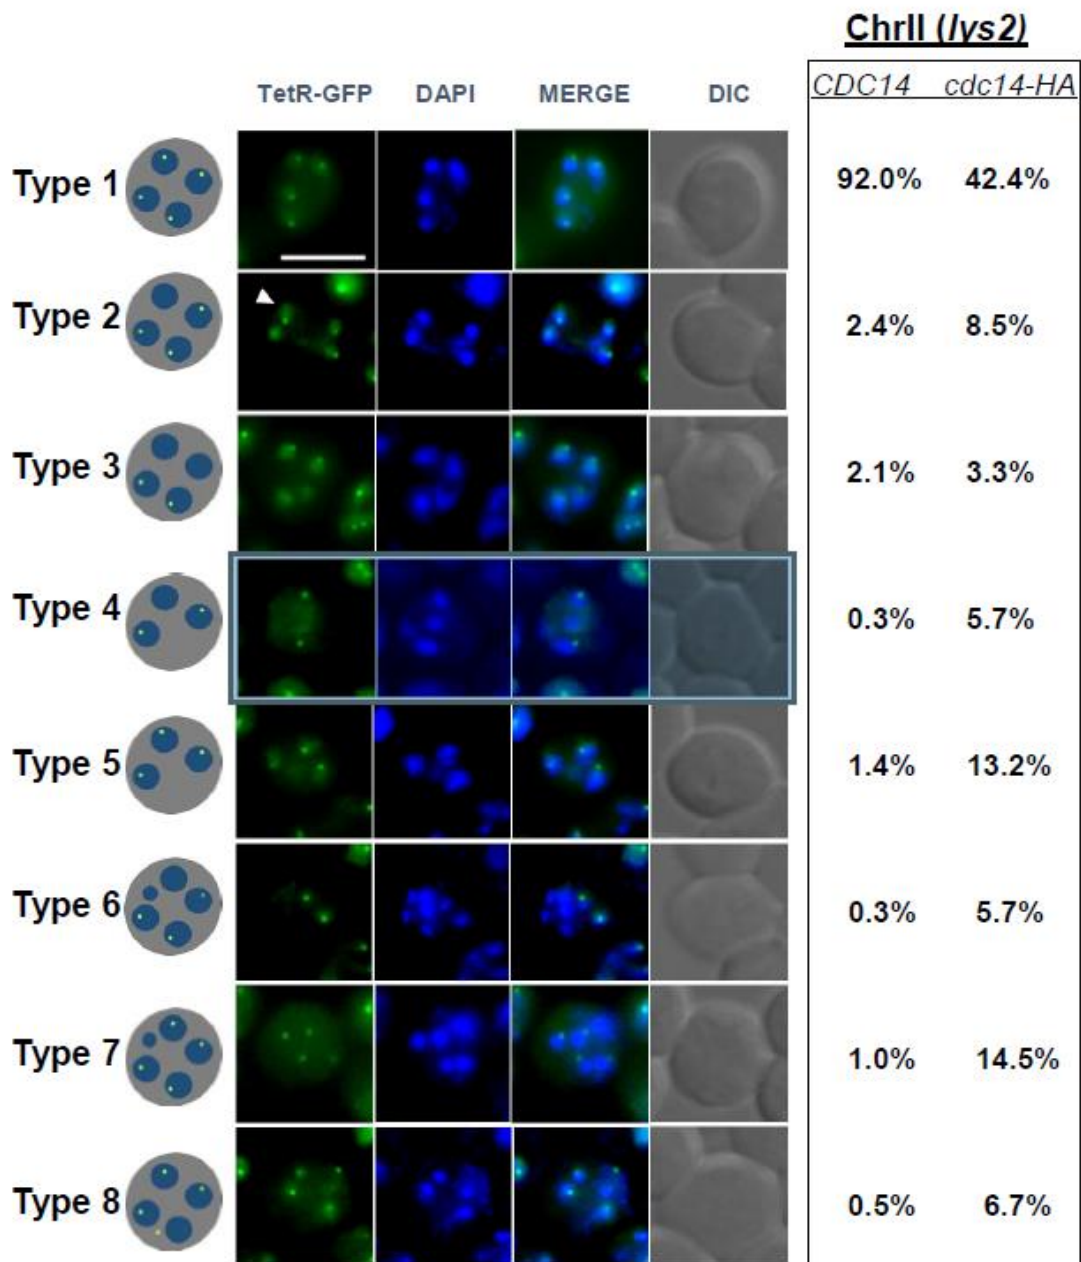 ChrII (lys2)
TetR-GFP DAPI MERGE DIC CDC14 cdc14-HA
Type 1 92.0% 42.4%
Type 2 2.4% 8.5%
Type 3 2.1% 3.3%
Type 4 0.3% 5.7%
Type 5 1.4% 13.2%
Type 6 0.3% 5.7%
Type 7 1.0% 14.5%
Type 8 0.5% 6.7%